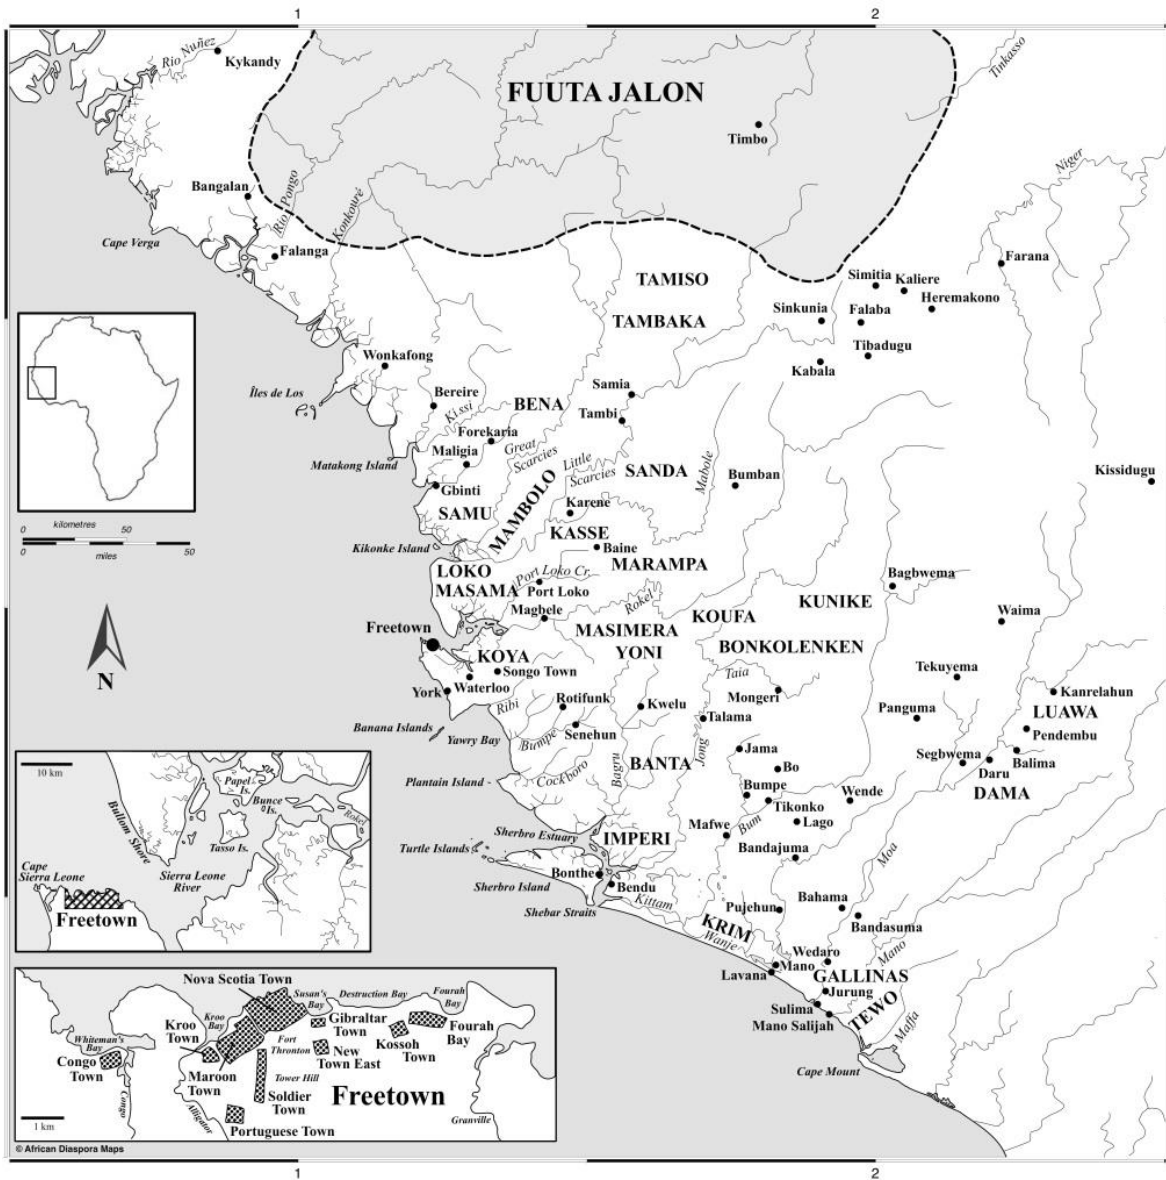 1
2
Rio Nuñez
Kykandy
Tinkasso
FUUTA JALON
Timbo
Niger
Bangalan
Rio Pongo
Konkouré
Cape Verga
Falanga
Farana
TAMISO
Simitia
Kaliere
Heremakono
Sinkunia
Falaba
TAMBAKA
Tibadugu
Kabala
Wonkafong
Îles de Los
Samia
Bereire
Kissi
BENA
Tambi
Forekaria
Great
Scarcies
Maligia
Matakong Island
Little
Scarcies
SANDA
Mabole
Bumban
Kissidugu
Gbinti
SAMU
MAMBOLO
Karene
kilometres
0
50
0
50
miles
Kikonke Island
KASSE
Baine
MARAMPA
LOKO
MASAMA
Port Loko Cr.
Port Loko
Bagbwema
Rokel
KUNIKE
Magbele
KOUFA
Waima
Freetown
MASIMERA
YONI
BONKOLENKEN
N
KOYA
Songo Town
Waterloo
York
Taia
Mongeri
Tekuyema
Kanrelahun
Ribi
Rotifunk
Kwelu
Talama
Panguma
LUAWA
Banana Islands
Yawry Bay
Bumpe
Senehun
Jong
Pendembu
Jama
Segbwema
Balima
Daru
BANTA
Bo
Cockboro
Bagru
Plantain Island
DAMA
Bumpe
Tikonko
Wende
Lago
Mafwe
Bum
Sherbro Estuary
Turtle Islands
IMPERI
Bandajuma
Moa
Bonthe
Bendu
Sherbro Island
Kittam
Shebar Straits
Pujehun
Bahama
Bandasuma
KRIM
Wanje
Mano
Wedaro
Mano
Lavana
GALLINAS
Jurung
Sulima
TEWO
Mano Salijah
Maffa
Cape Mount
10 km
Papel
Is.
Bunce
Is.
Rokel
Bullom Shore
Tasso Is.
Cape
Sierra Leone
Sierra Leone
River
Freetown
Nova Scotia Town
Susan's
Bay
Destruction Bay
Fourah
Bay
Kroo
Bay
Kroo
Town
Gibraltar
Town
Fourah
Bay
Whiteman's
Bay
Kossoh
Town
Congo
Town
Fort
Thronton
New
Town East
Maroon
Town
Tower Hill
Freetown
Soldier
Town
Congo
Alligator
Granville
1 km
Portuguese Town
© African Diaspora Maps
1
2